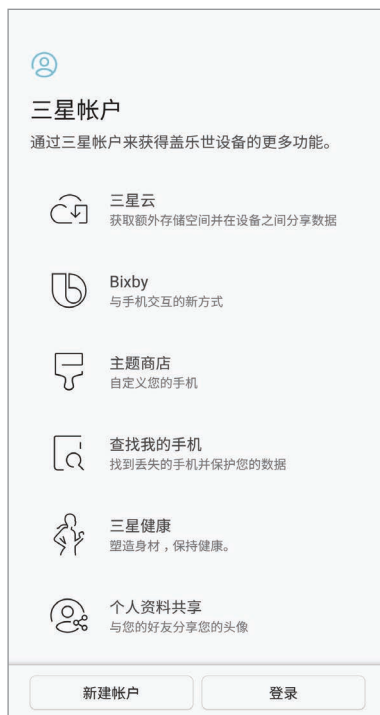 三星帐户
通过三星帐户来获得盖乐世设备的更多功能。
三星云
获取额外存储空间并在设备之间分享数据
Bixby
与手机交互的新方式
主题商店
自定义您的手机
查找我的手机
找到丢失的手机并保护您的数据
三星健康
塑造身材，保持健康。
个人资料共享
与您的好友分享您的头像
新建帐户
登录